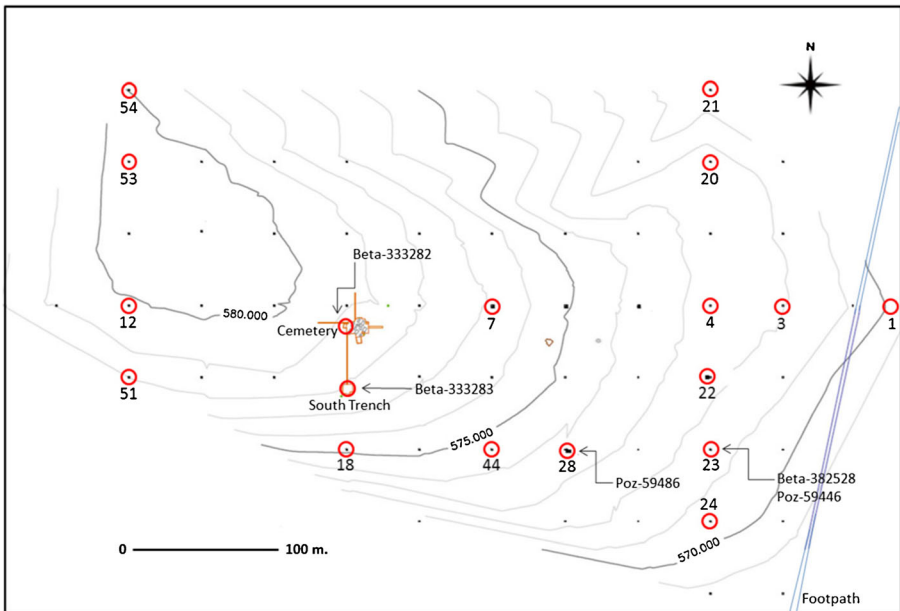 N
54
21
53
20
Beta-333282
580.000
12
Cemetery
7
4
3
1
51
Beta-333283
22
South Trench
575.000
18
44
28
23
Poz-59486
Beta-382528
Poz-59446
24
0 100 m.
570.000
Footpath